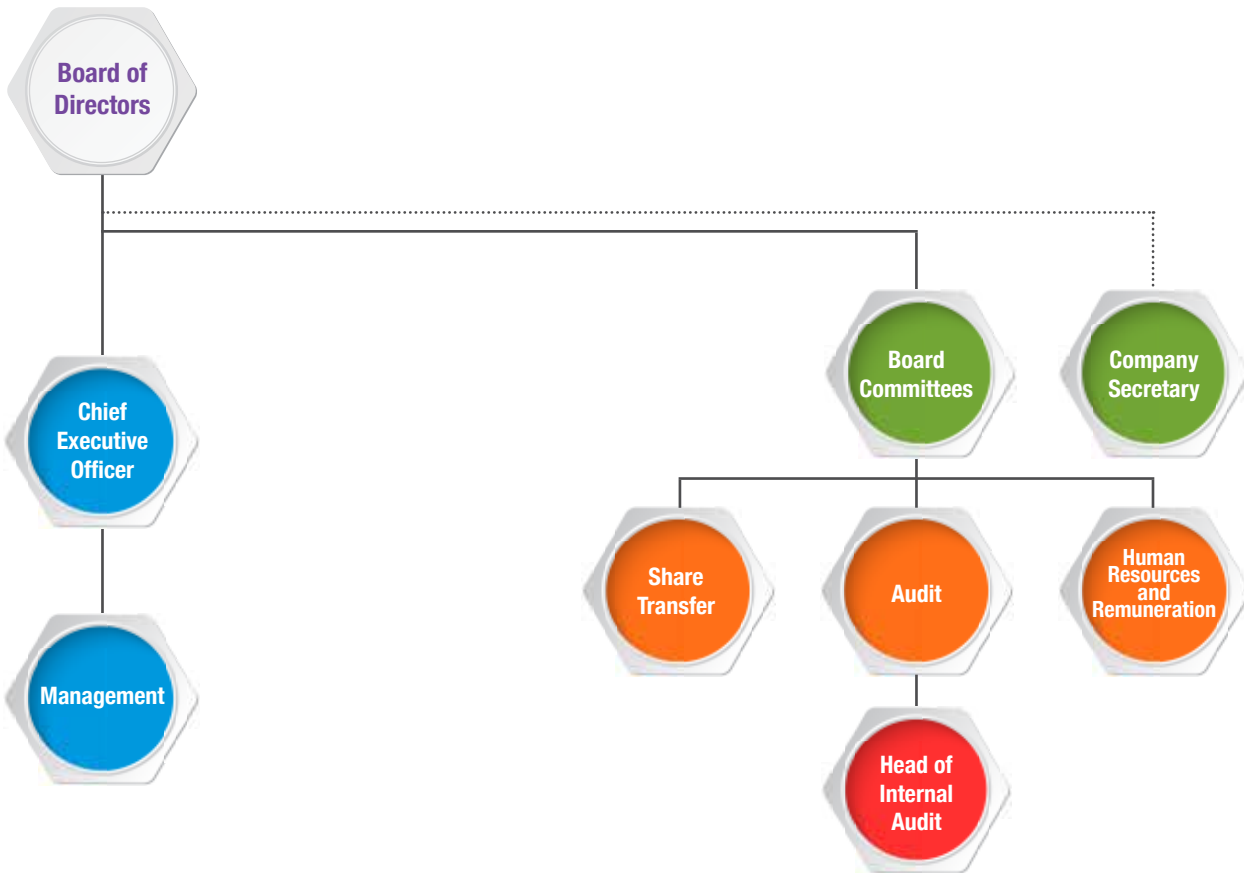 Board of
Directors
Board
Committees
Company
Secretary
Chief
Executive
Officer
Share
Transfer
Audit
Human
Resources
and
Remuneration
Management
Head of
Internal
Audit